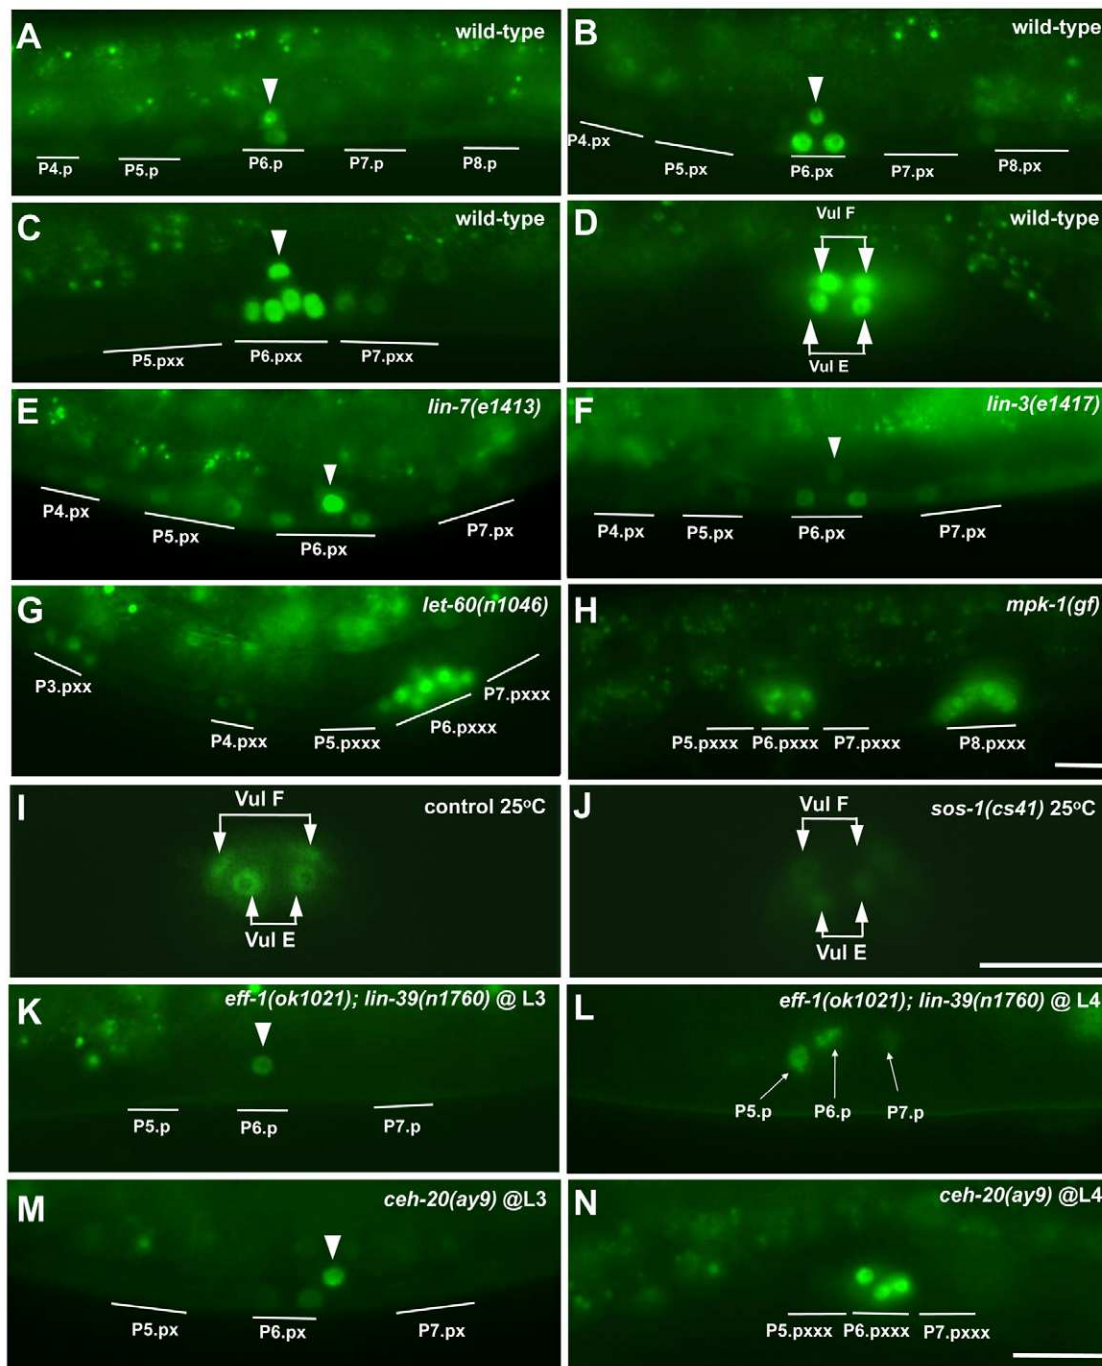 A
wild-type
P4.p
P5.p
P6.p
P7.p
P8.p
B
wild-type
P4.px
P5.px
P6.px
P7.px
P8.px
C
wild-type
P5.pxx
P6.pxx
P7.pxx
D
Vul F
wild-type
Vul E
E
lin-7(e1413)
P4.px
P5.px
P6.px
P7.px
F
lin-3(e1417)
P4.px
P5.px
P6.px
P7.px
G
let-60(n1046)
P3.pxx
P4.pxx
P5.pxxx
P6.pxxx
P7.pxxx
H
mpk-1(gf)
P5.pxxx
P6.pxxx
P7.pxxx
P8.pxxx
I
Vul F
control 25°C
Vul E
J
Vul F
sos-1(cs41) 25°C
Vul E
K
eff-1(ok1021); lin-39(n1760) @ L3
P5.p
P6.p
P7.p
L
eff-1(ok1021); lin-39(n1760) @ L4
P5.p
P6.p
P7.p
M
ceh-20(ay9) @L3
P5.px
P6.px
P7.px
N
ceh-20(ay9) @L4
P5.pxxx
P6.pxxx
P7.pxxx